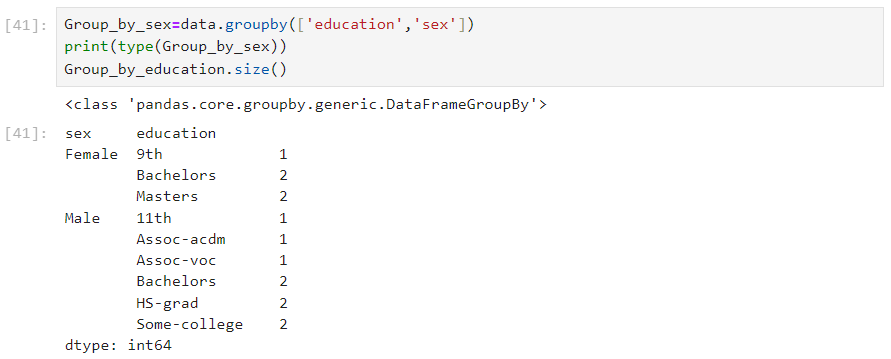 [41]: Group_by_sex=data.groupby(['education','sex'])
print(type(Group_by_sex))
Group_by_education.size()
<class 'pandas.core.groupby.generic.DataFrameGroupBy'>
[41]: sex education
Female 9th 1
Bachelors 2
Masters 2
Male 11th 1
Assoc-acdm 1
Assoc-voc 1
Bachelors 2
HS-grad 2
Some-college 2
dtype: int64